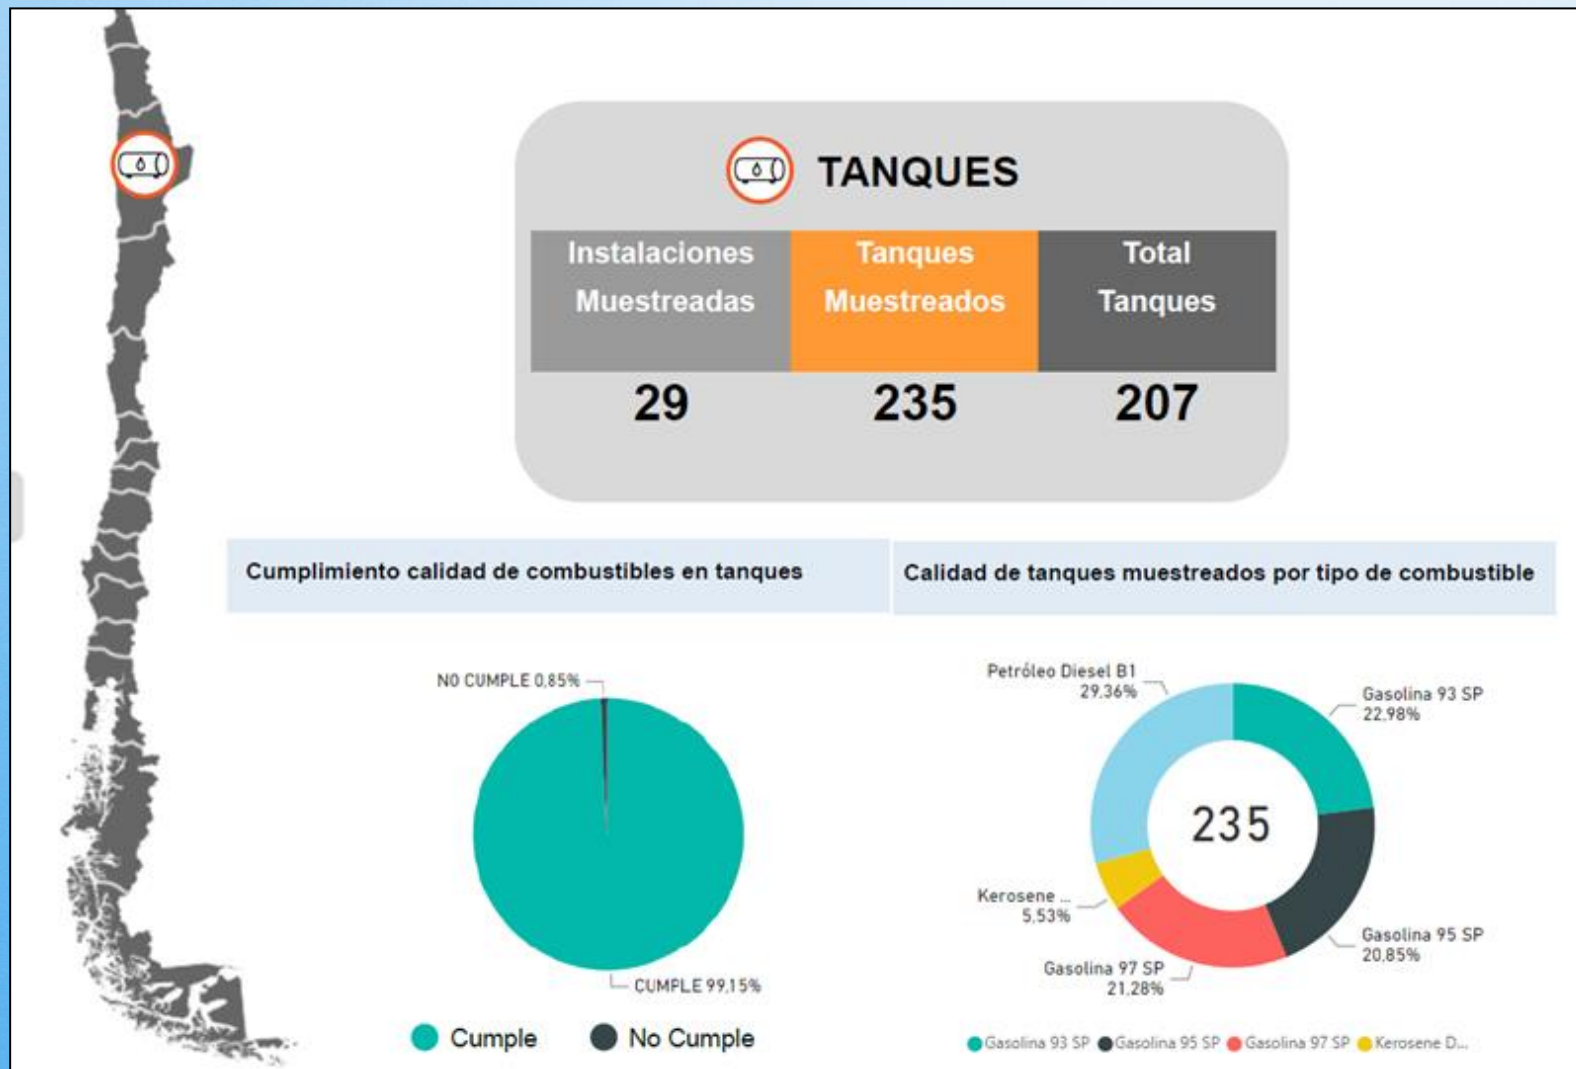 TANQUES
Instalaciones
Muestreadas
Tanques
Muestreados
Total
Tanques
29
235
207
Cumplimiento calidad de combustibles en tanques
NO CUMPLE 0,85%
CUMPLE 99,15%
Cumple
No Cumple
Calidad de tanques muestreados por tipo de combustible
Petróleo Diesel B1
29,36%
Gasolina 93 SP
22,98%
235
Kerosene ...
5,53%
Gasolina 95 SP
20,85%
Gasolina 97 SP
21,28%
Gasolina 93 SP
Gasolina 95 SP
Gasolina 97 SP
Kerosene D...